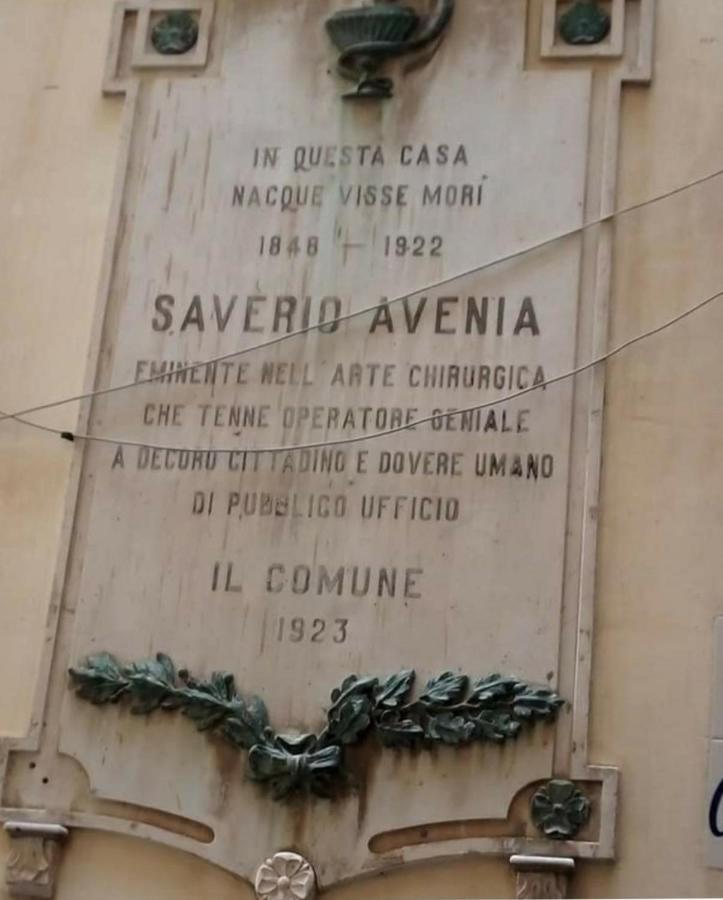 IN QUESTA CASA
NACQUE VISSE MORÍ
1848 — 1922
SAVERIO AVENIA
EMINENTE NELL' ARTE CHIRURGICA
CHE TENNE OPERATORE GENIALE
A DECORO CITTADINO E DOVERE UMANO
DI PUBBLICO UFFICIO
IL COMUNE
1923